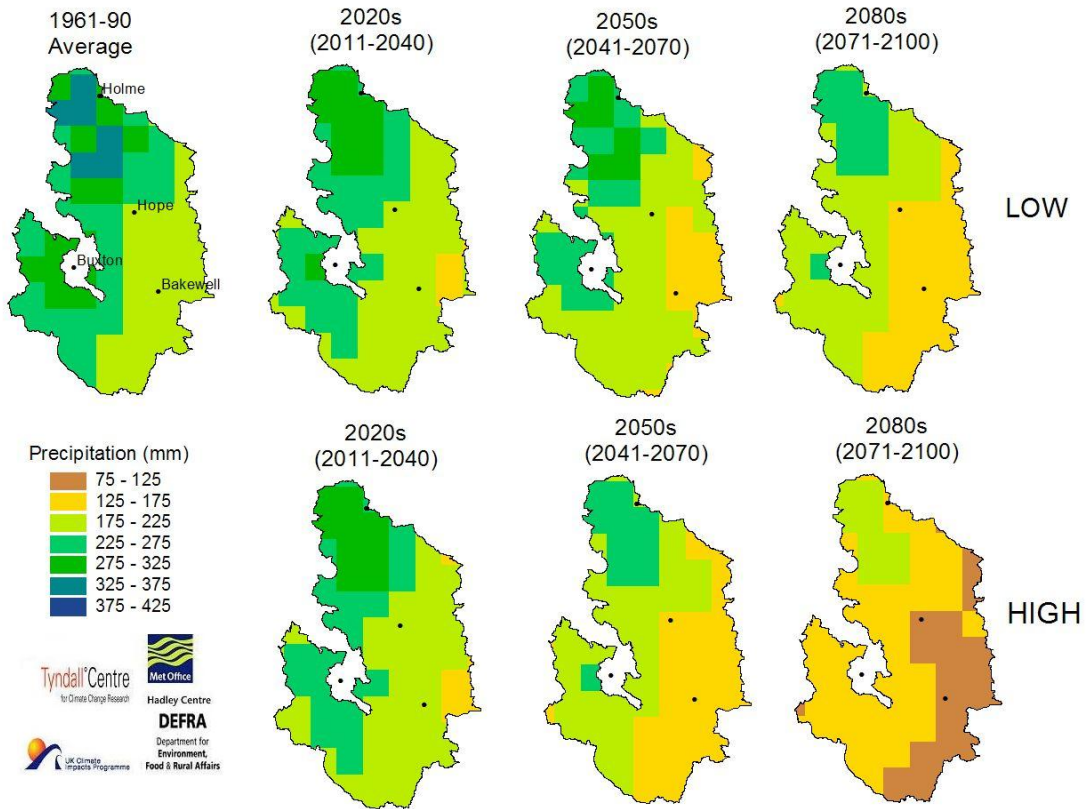 1961-90
Average
2020s
(2011-2040)
2050s
(2041-2070)
2080s
(2071-2100)
Holme
Hope
Buxton
Bakewell
LOW
Precipitation (mm)
75 - 125
125 - 175
175 - 225
225 - 275
275 - 325
325 - 375
375 - 425
2020s
(2011-2040)
2050s
(2041-2070)
2080s
(2071-2100)
HIGH
Tyndall°Centre
for Climate Change Research
Met Office
Hadley Centre
DEFRA
Department for
Environment,
Food & Rural Affairs
UK Climate
Impacts Programme